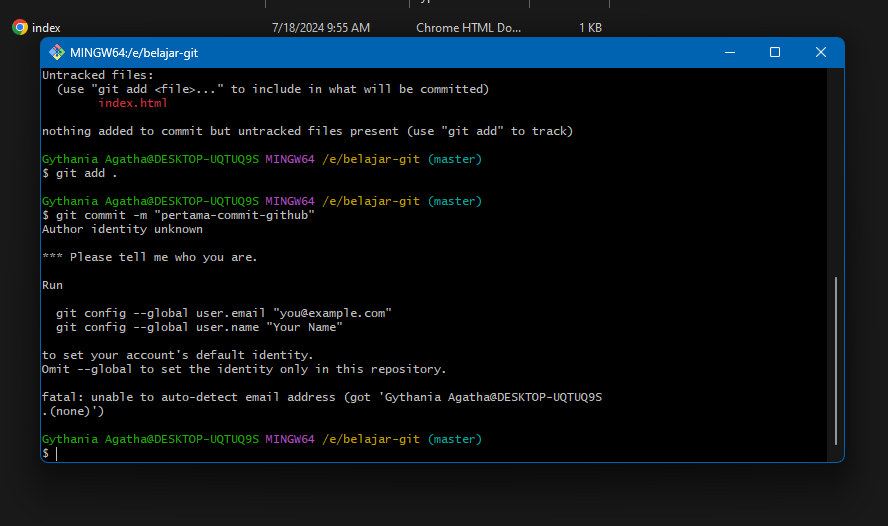 index 7/18/2024 9:55 AM Chrome HTML Do... 1 KB
MINGW64:/e/belajar-git
Untracked files:
  (use "git add <file>..." to include in what will be committed)
        index.html
nothing added to commit but untracked files present (use "git add" to track)
Gythania Agatha@DESKTOP-UQTUQ9S MINGW64 /e/belajar-git (master)
$ git add .
Gythania Agatha@DESKTOP-UQTUQ9S MINGW64 /e/belajar-git (master)
$ git commit -m "pertama-commit-github"
Author identity unknown
*** Please tell me who you are.
Run
  git config --global user.email "you@example.com"
  git config --global user.name "Your Name"
to set your account's default identity.
Omit --global to set the identity only in this repository.
fatal: unable to auto-detect email address (got 'Gythania Agatha@DESKTOP-UQTUQ9S
.(none)')
Gythania Agatha@DESKTOP-UQTUQ9S MINGW64 /e/belajar-git (master)
$